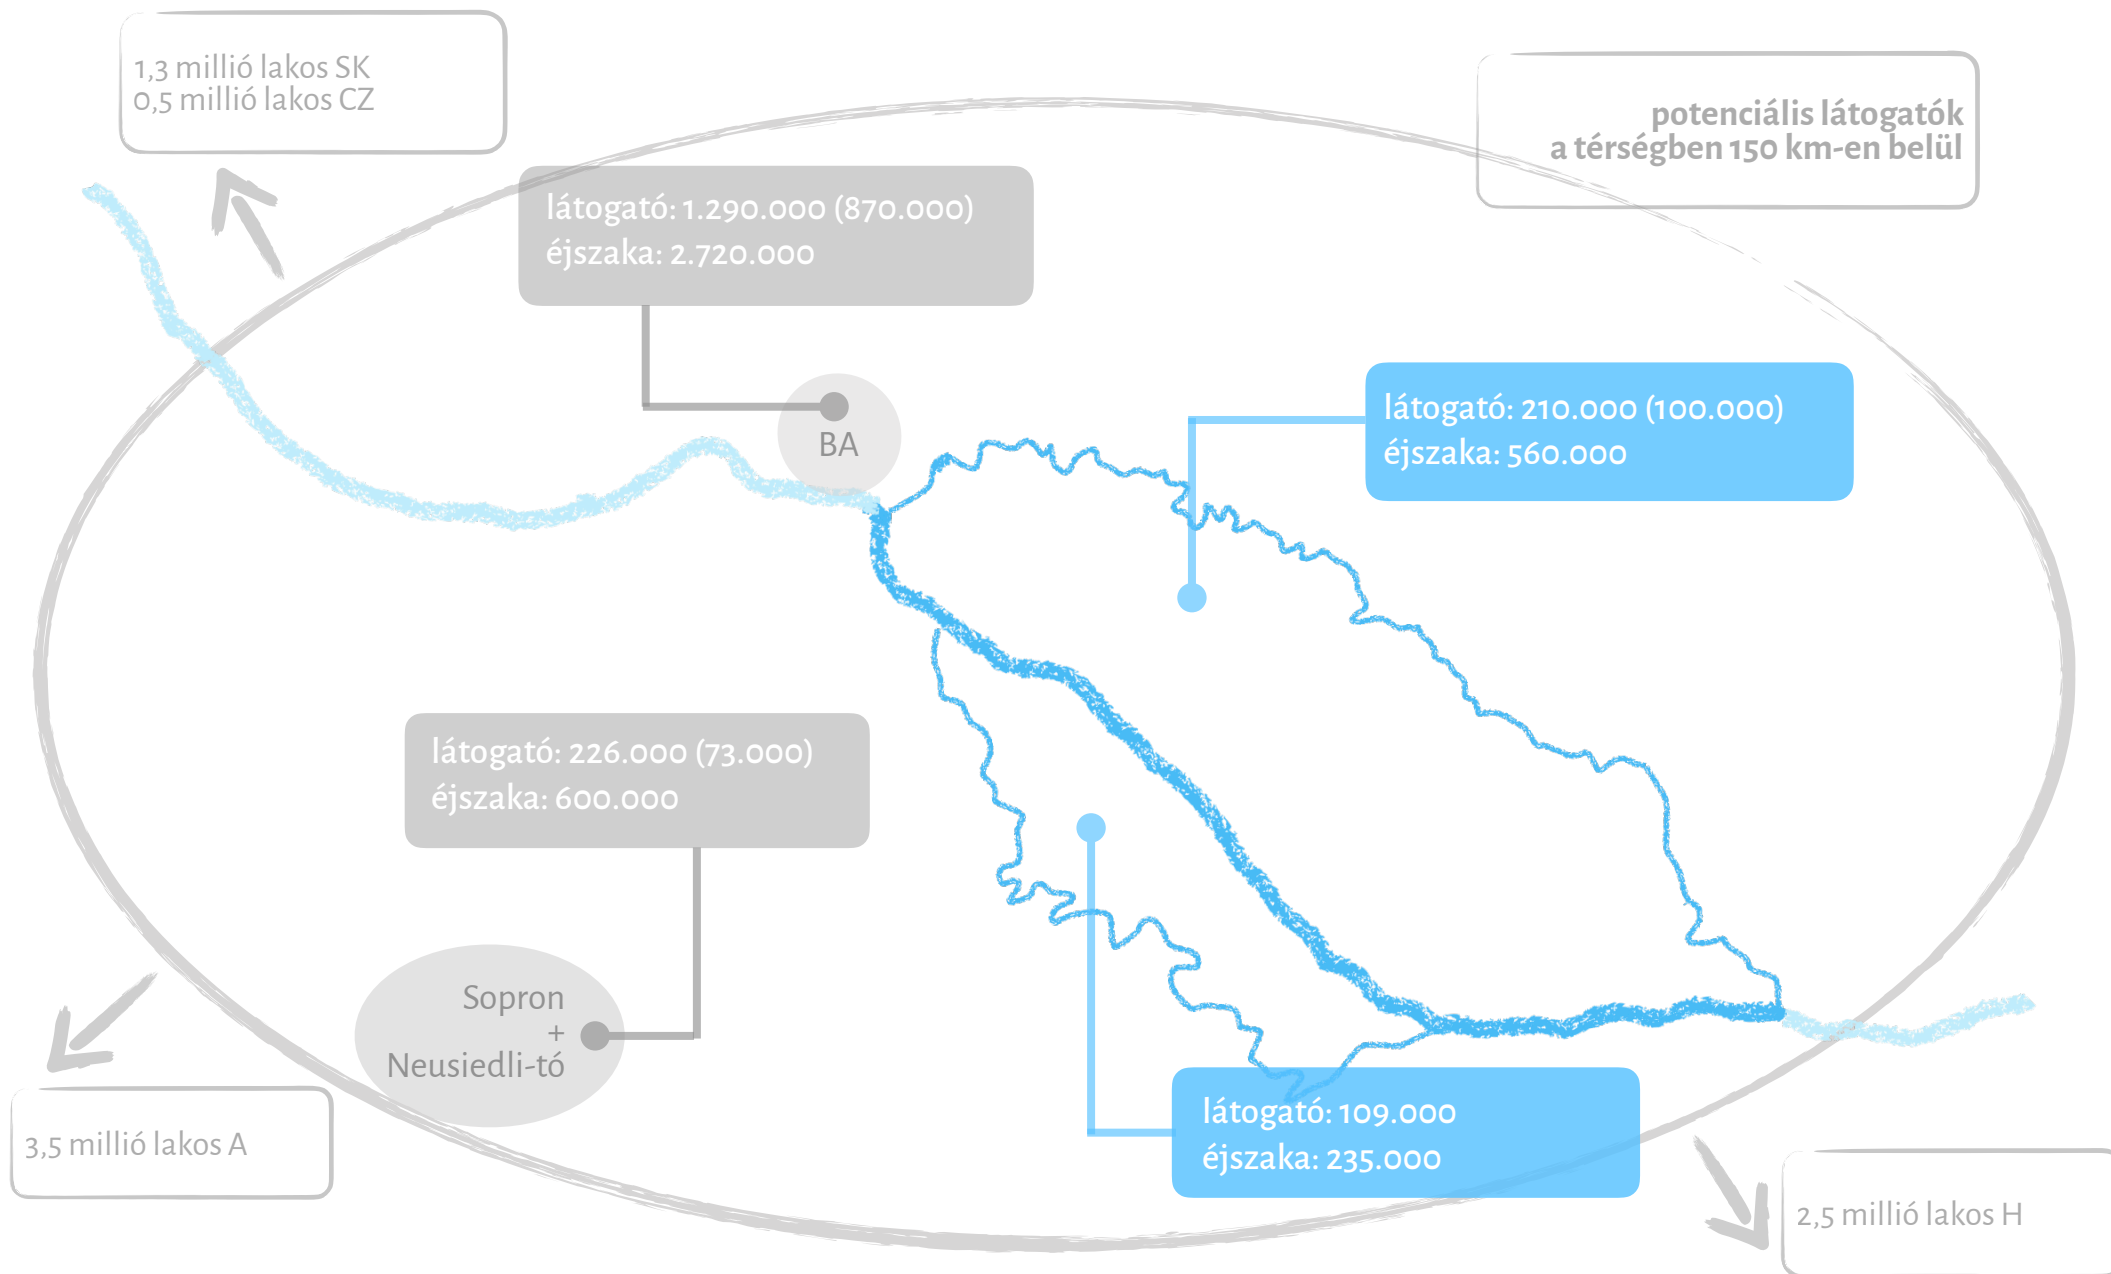 1,3 millió lakos SK
0,5 millió lakos CZ
potenciális látogatók
a térségben 150 km-en belül
látogató: 1.290.000 (870.000)
éjszaka: 2.720.000
BA
látogató: 210.000 (100.000)
éjszaka: 560.000
látogató: 226.000 (73.000)
éjszaka: 600.000
Sopron
+
Neusiedli-tó
látogató: 109.000
éjszaka: 235.000
3,5 millió lakos A
2,5 millió lakos H